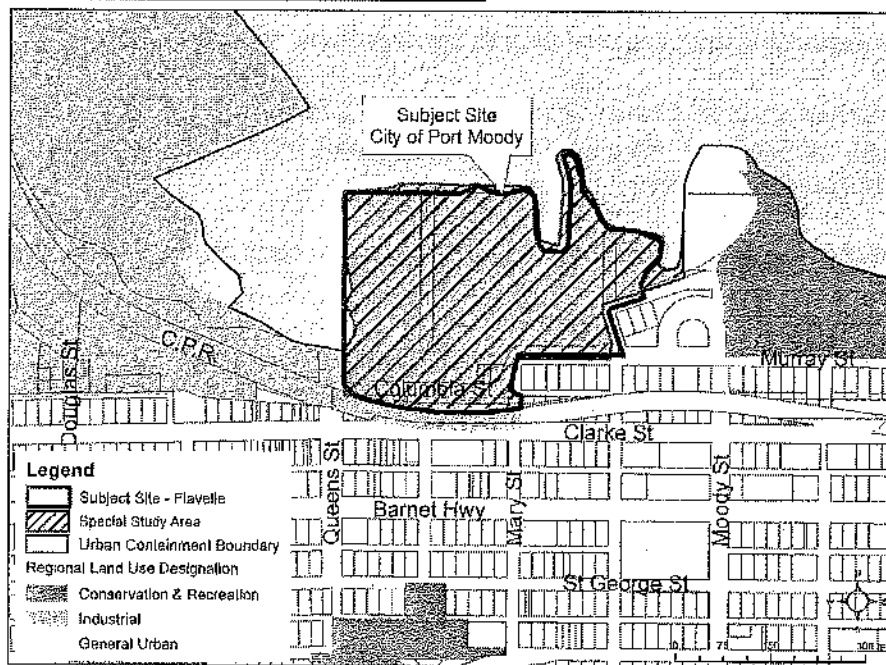 Subject Site
City of Port Moody
C.P.R.
Douglas St
Columbia St
Murray St
Clarke St
Queens St
Mary St
Moody St
Barnet Hwy
St George St
Legend
Subject Site - Flavelle
Special Study Area
Urban Containment Boundary
Regional Land Use Designation
Conservation & Recreation
Industrial
General Urban